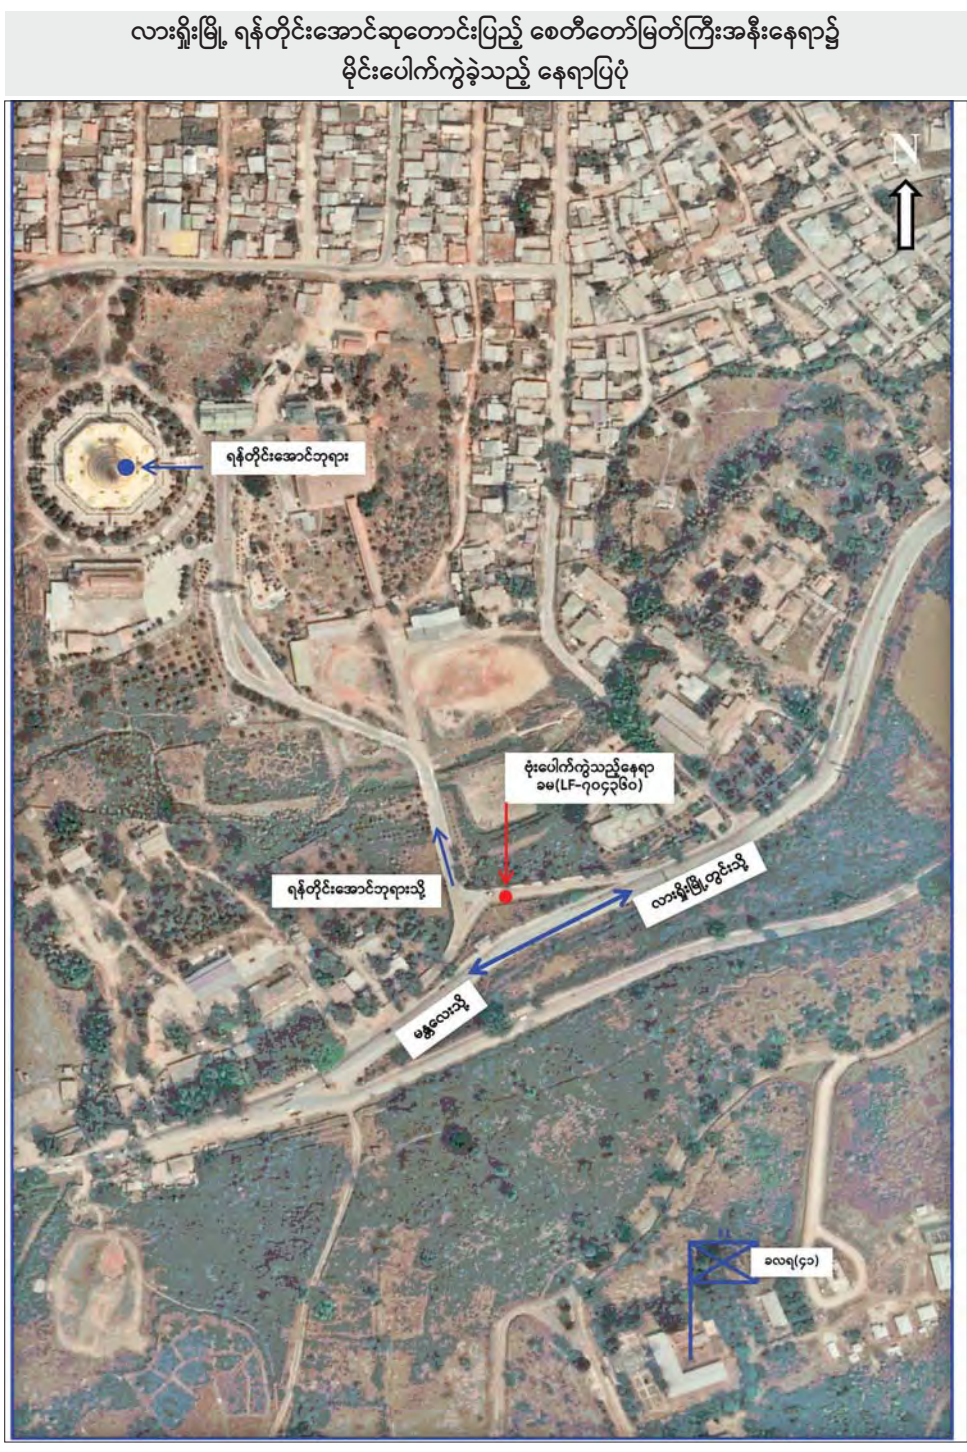 လားရှိုးမြို့ ရန်တိုင်းအောင်ဆုတောင်းပြည့် စေတီတော်မြတ်ကြီးအနီးနေရာ၌
မိုင်းပေါက်ကွဲခဲ့သည့် နေရာပြပုံ
N
ရန်တိုင်းအောင်ဘုရား
ဗုံးပေါက်ကွဲသည့်နေရာ
ခမ(LF-၇၀၄၃၆၀)
ရန်တိုင်းအောင်ဘုရားသို့
လားရှိုးမြို့တွင်းသို့
မန္တလေးသို့
ခလရ(၄၁)